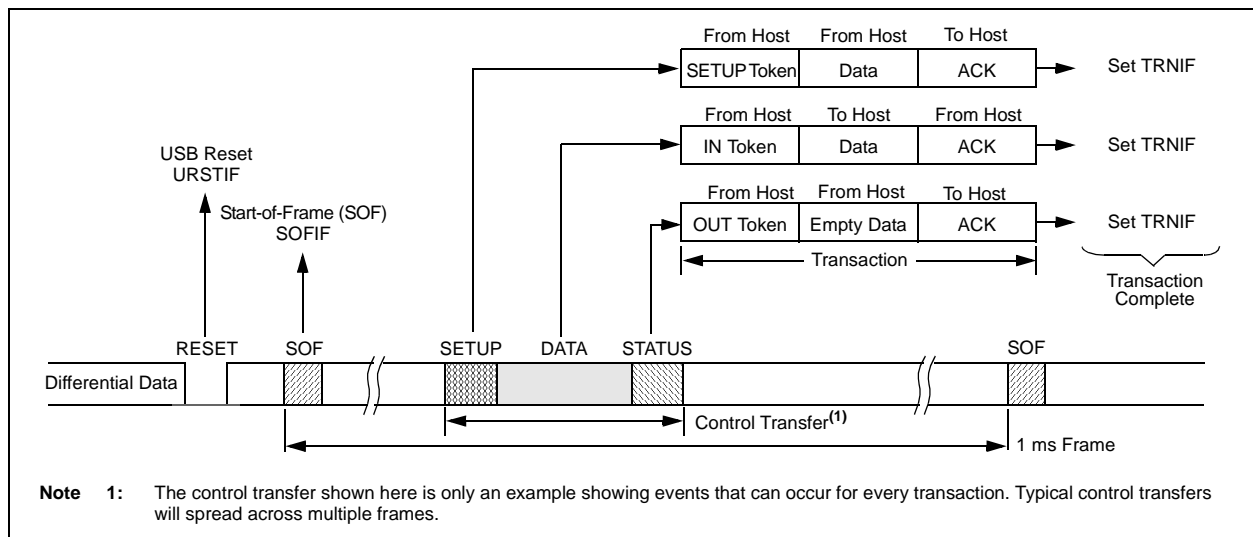 From Host From Host To Host
SETUP Token Data ACK Set TRNIF
From Host To Host From Host
IN Token Data ACK Set TRNIF
USB Reset
URSTIF
From Host From Host To Host
Start-of-Frame (SOF)
SOFIF
OUT Token Empty Data ACK Set TRNIF
Transaction
Transaction
Complete
RESET SOF SETUP DATA STATUS SOF
Differential Data
Control Transfer(1)
1 ms Frame
Note 1: The control transfer shown here is only an example showing events that can occur for every transaction. Typical control transfers
will spread across multiple frames.